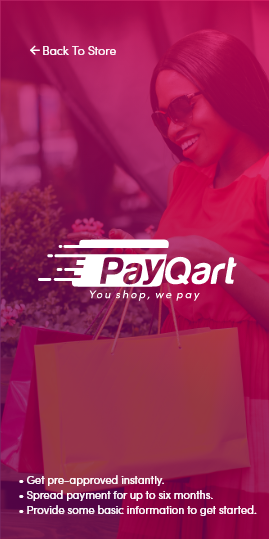 ← Back To Store
PayQart
You shop, we pay
• Get pre-approved instantly.
• Spread payment for up to six months.
• Provide some basic information to get started.